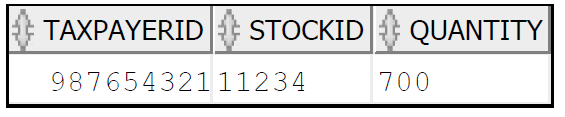 TAXPAYERID STOCKID QUANTITY
987654321 11234 700